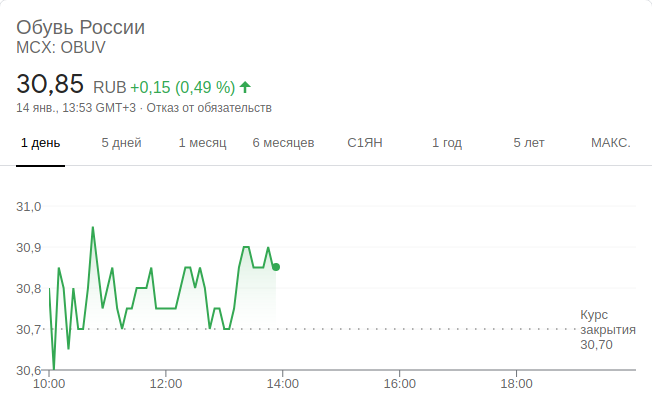 Обувь России
MCX: OBUV
30,85 RUB +0,15 (0,49 %)
14 янв., 13:53 GMT+3 · Отказ от обязательств
1 день 5 дней 1 месяц 6 месяцев С1ЯН 1 год 5 лет МАКС.
31,0
30,9
30,8
30,7
30,6
Курс
закрытия
30,70
10:00 12:00 14:00 16:00 18:00